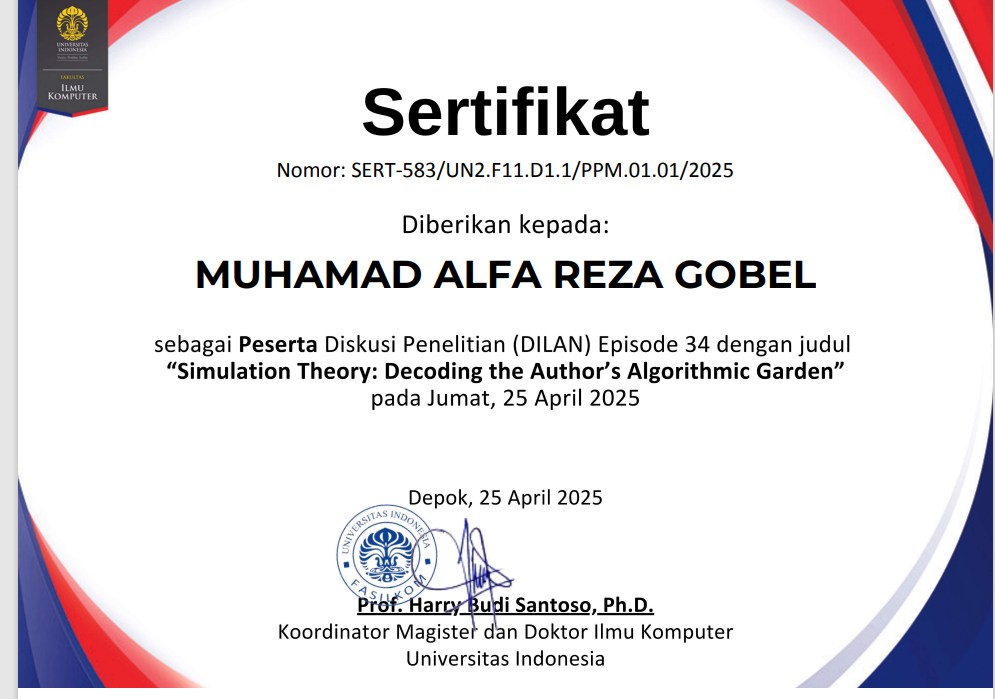 UNIVERSITAS
INDONESIA
FAKULTAS
ILMU
KOMPUTER
Sertifikat
Nomor: SERT-583/UN2.F11.D1.1/PPM.01.01/2025
Diberikan kepada:
MUHAMAD ALFA REZA GOBEL
sebagai Peserta Diskusi Penelitian (DILAN) Episode 34 dengan judul
“Simulation Theory: Decoding the Author’s Algorithmic Garden”
pada Jumat, 25 April 2025
Depok, 25 April 2025
UNIVERSITAS INDONESIA
FASILKOM
Prof. Harry Budi Santoso, Ph.D.
Koordinator Magister dan Doktor Ilmu Komputer
Universitas Indonesia